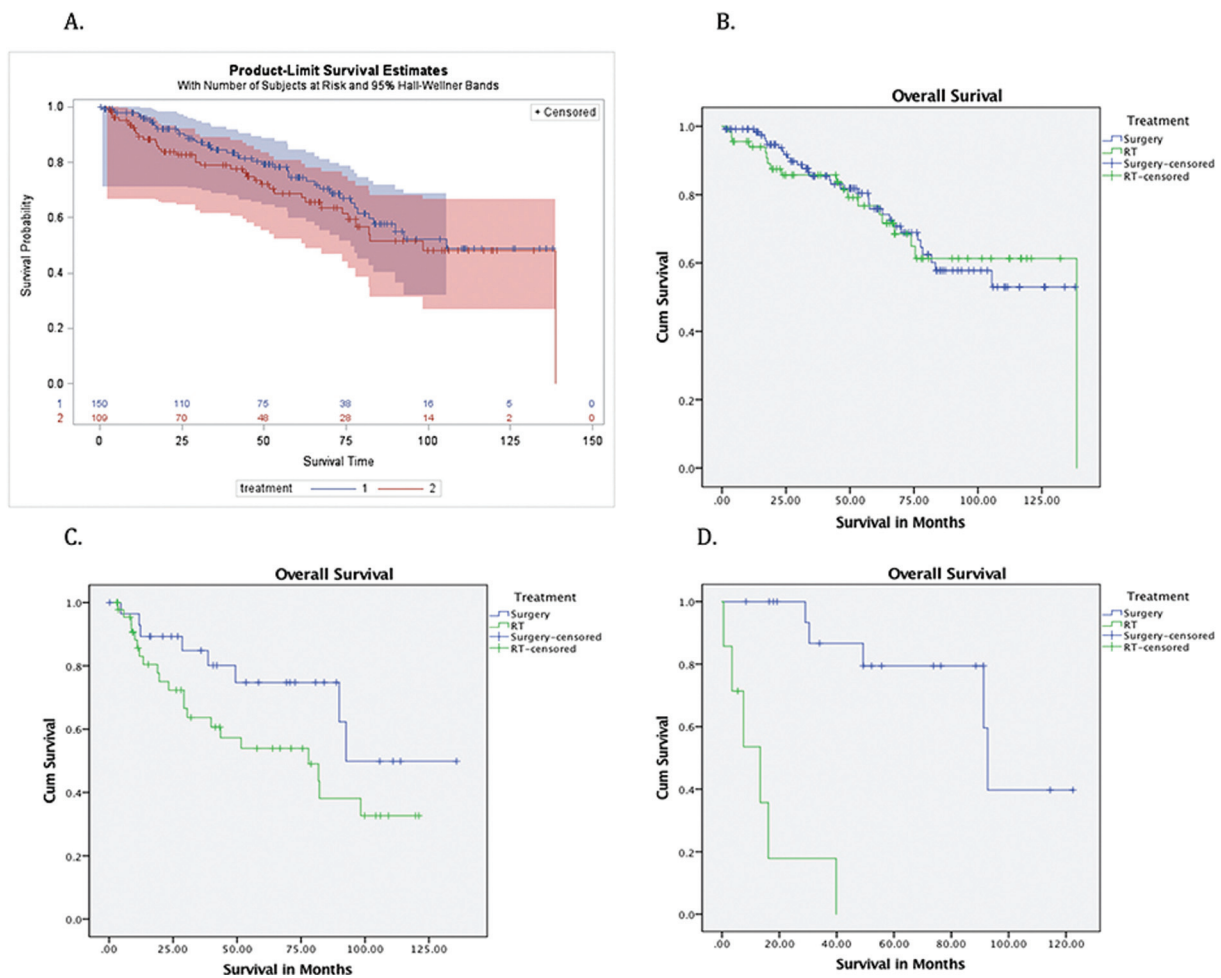 A.
Product-Limit Survival Estimates
With Number of Subjects at Risk and 95% Hall-Wellner Bands
+ Censored
Survival Probability
1.0
0.8
0.6
0.4
0.2
0.0
1 150 110 75 38 16 5 0
2 109 70 48 28 14 2 0
0 25 50 75 100 125 150
Survival Time
treatment 1 2
B.
Overall Surival
Treatment
Surgery
RT
Surgery-censored
RT-censored
Cum Survival
1.0
0.8
0.6
0.4
0.2
0.0
.00 25.00 50.00 75.00 100.00 125.00
Survival in Months
C.
Overall Survival
Treatment
Surgery
RT
Surgery-censored
RT-censored
Cum Survival
1.0
0.8
0.6
0.4
0.2
0.0
.00 25.00 50.00 75.00 100.00 125.00
Survival in Months
D.
Overall Survival
Treatment
Surgery
RT
Surgery-censored
RT-censored
Cum Survival
1.0
0.8
0.6
0.4
0.2
0.0
.00 20.00 40.00 60.00 80.00 100.00 120.00
Survival in Months